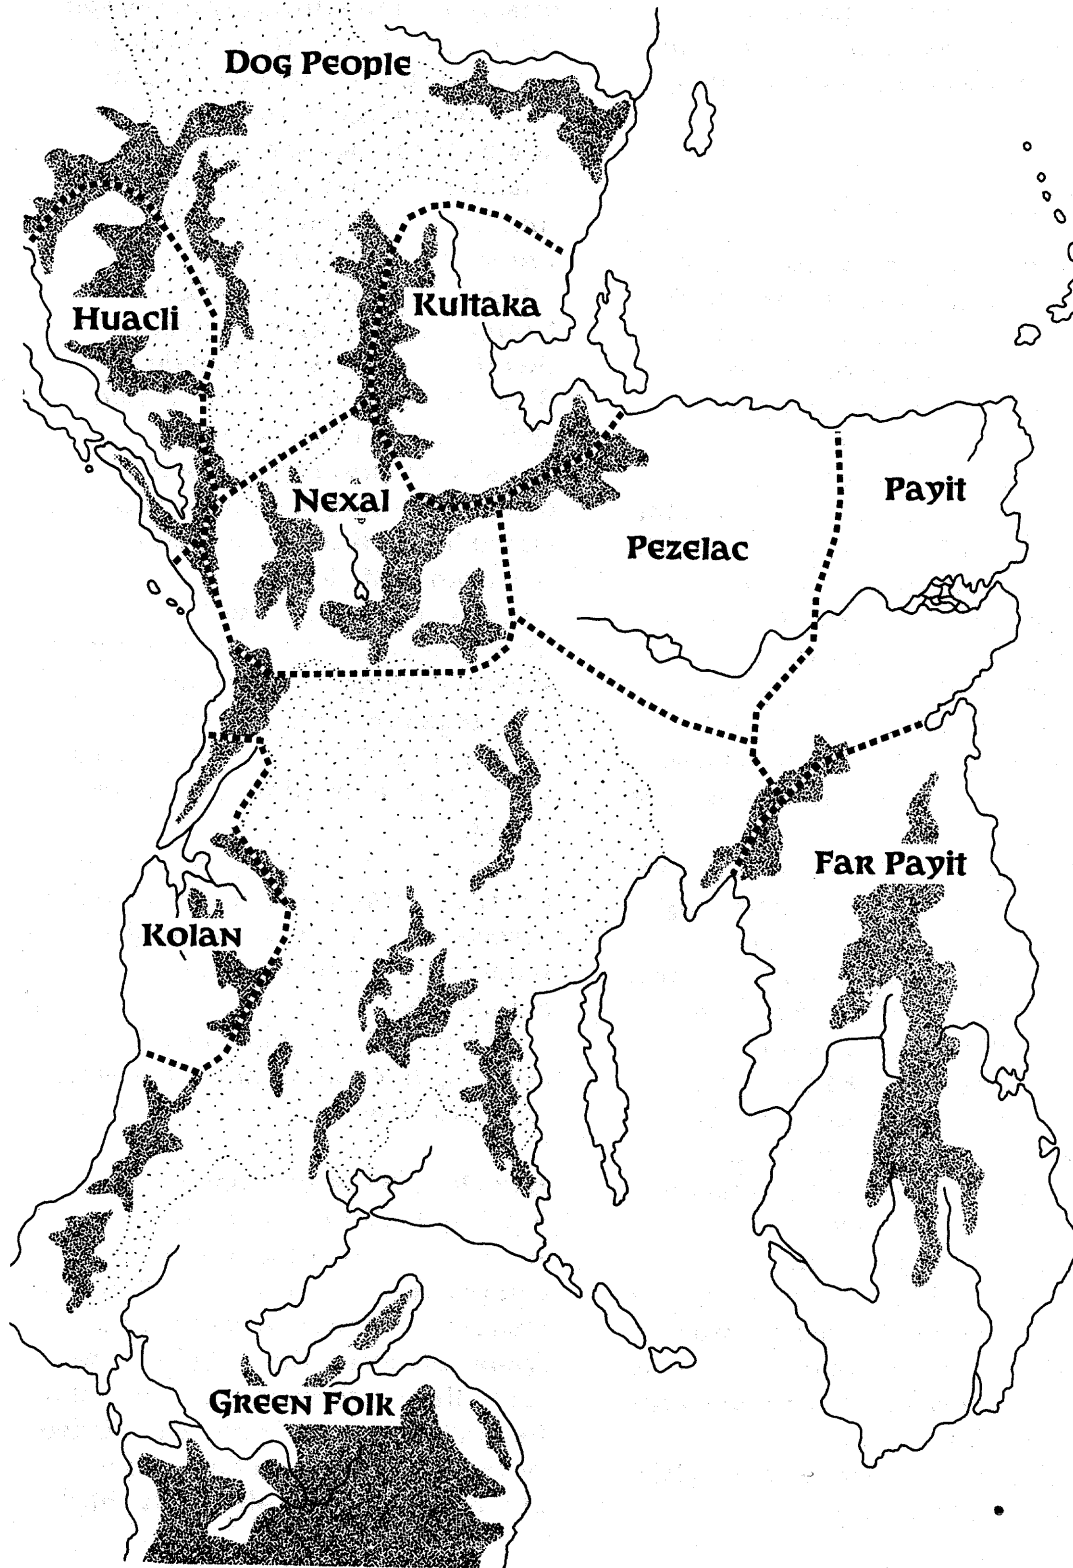 Dog People
Huacli
Kultaka
Nexal
Payit
Pezelac
Far Payit
Kolan
Green Folk